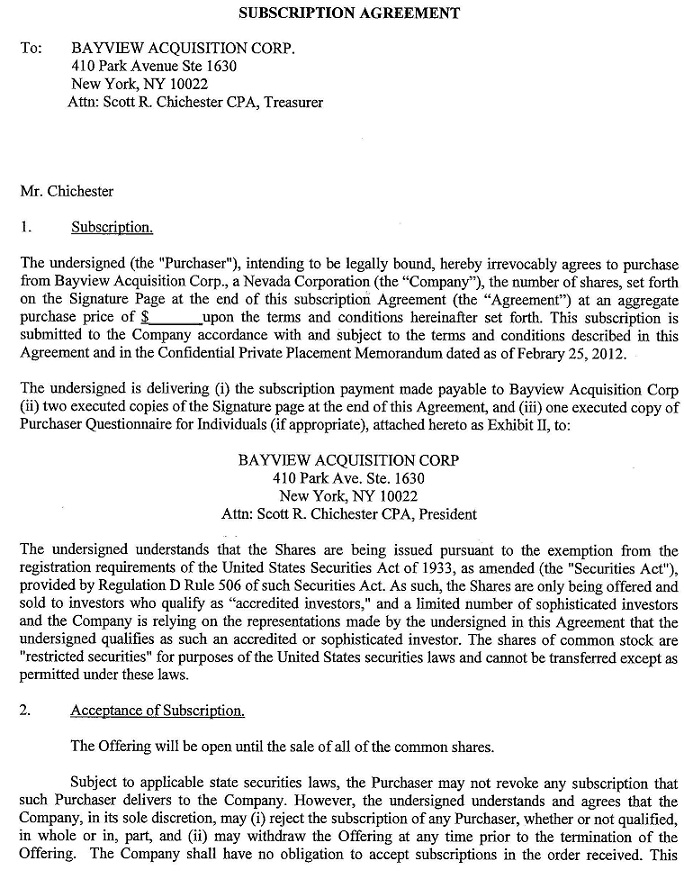 SUBSCRIPTION AGREEMENT
To: BAYVIEW ACQUISITION CORP.
410 Park Avenue Ste 1630
New York, NY 10022
Attn: Scott R. Chichester CPA, Treasurer
Mr. Chichester
1. Subscription.
The undersigned (the "Purchaser"), intending to be legally bound, hereby irrevocably agrees to purchase
from Bayview Acquisition Corp., a Nevada Corporation (the “Company”), the number of shares, set forth
on the Signature Page at the end of this subscription Agreement (the “Agreement”) at an aggregate
purchase price of $_______upon the terms and conditions hereinafter set forth. This subscription is
submitted to the Company accordance with and subject to the terms and conditions described in this
Agreement and in the Confidential Private Placement Memorandum dated as of Febrary 25, 2012.
The undersigned is delivering (i) the subscription payment made payable to Bayview Acquisition Corp
(ii) two executed copies of the Signature page at the end of this Agreement, and (iii) one executed copy of
Purchaser Questionnaire for Individuals (if appropriate), attached hereto as Exhibit II, to:
BAYVIEW ACQUISITION CORP
410 Park Ave. Ste. 1630
New York, NY 10022
Attn: Scott R. Chichester CPA, President
The undersigned understands that the Shares are being issued pursuant to the exemption from the
registration requirements of the United States Securities Act of 1933, as amended (the "Securities Act"),
provided by Regulation D Rule 506 of such Securities Act. As such, the Shares are only being offered and
sold to investors who qualify as “accredited investors," and a limited number of sophisticated investors
and the Company is relying on the representations made by the undersigned in this Agreement that the
undersigned qualifies as such an accredited or sophisticated investor. The shares of common stock are
"restricted securities" for purposes of the United States securities laws and cannot be transferred except as
permitted under these laws.
2. Acceptance of Subscription.
The Offering will be open until the sale of all of the common shares.
Subject to applicable state securities laws, the Purchaser may not revoke any subscription that
such Purchaser delivers to the Company. However, the undersigned understands and agrees that the
Company, in its sole discretion, may (i) reject the subscription of any Purchaser, whether or not qualified,
in whole or in, part, and (ii) may withdraw the Offering at any time prior to the termination of the
Offering. The Company shall have no obligation to accept subscriptions in the order received. This